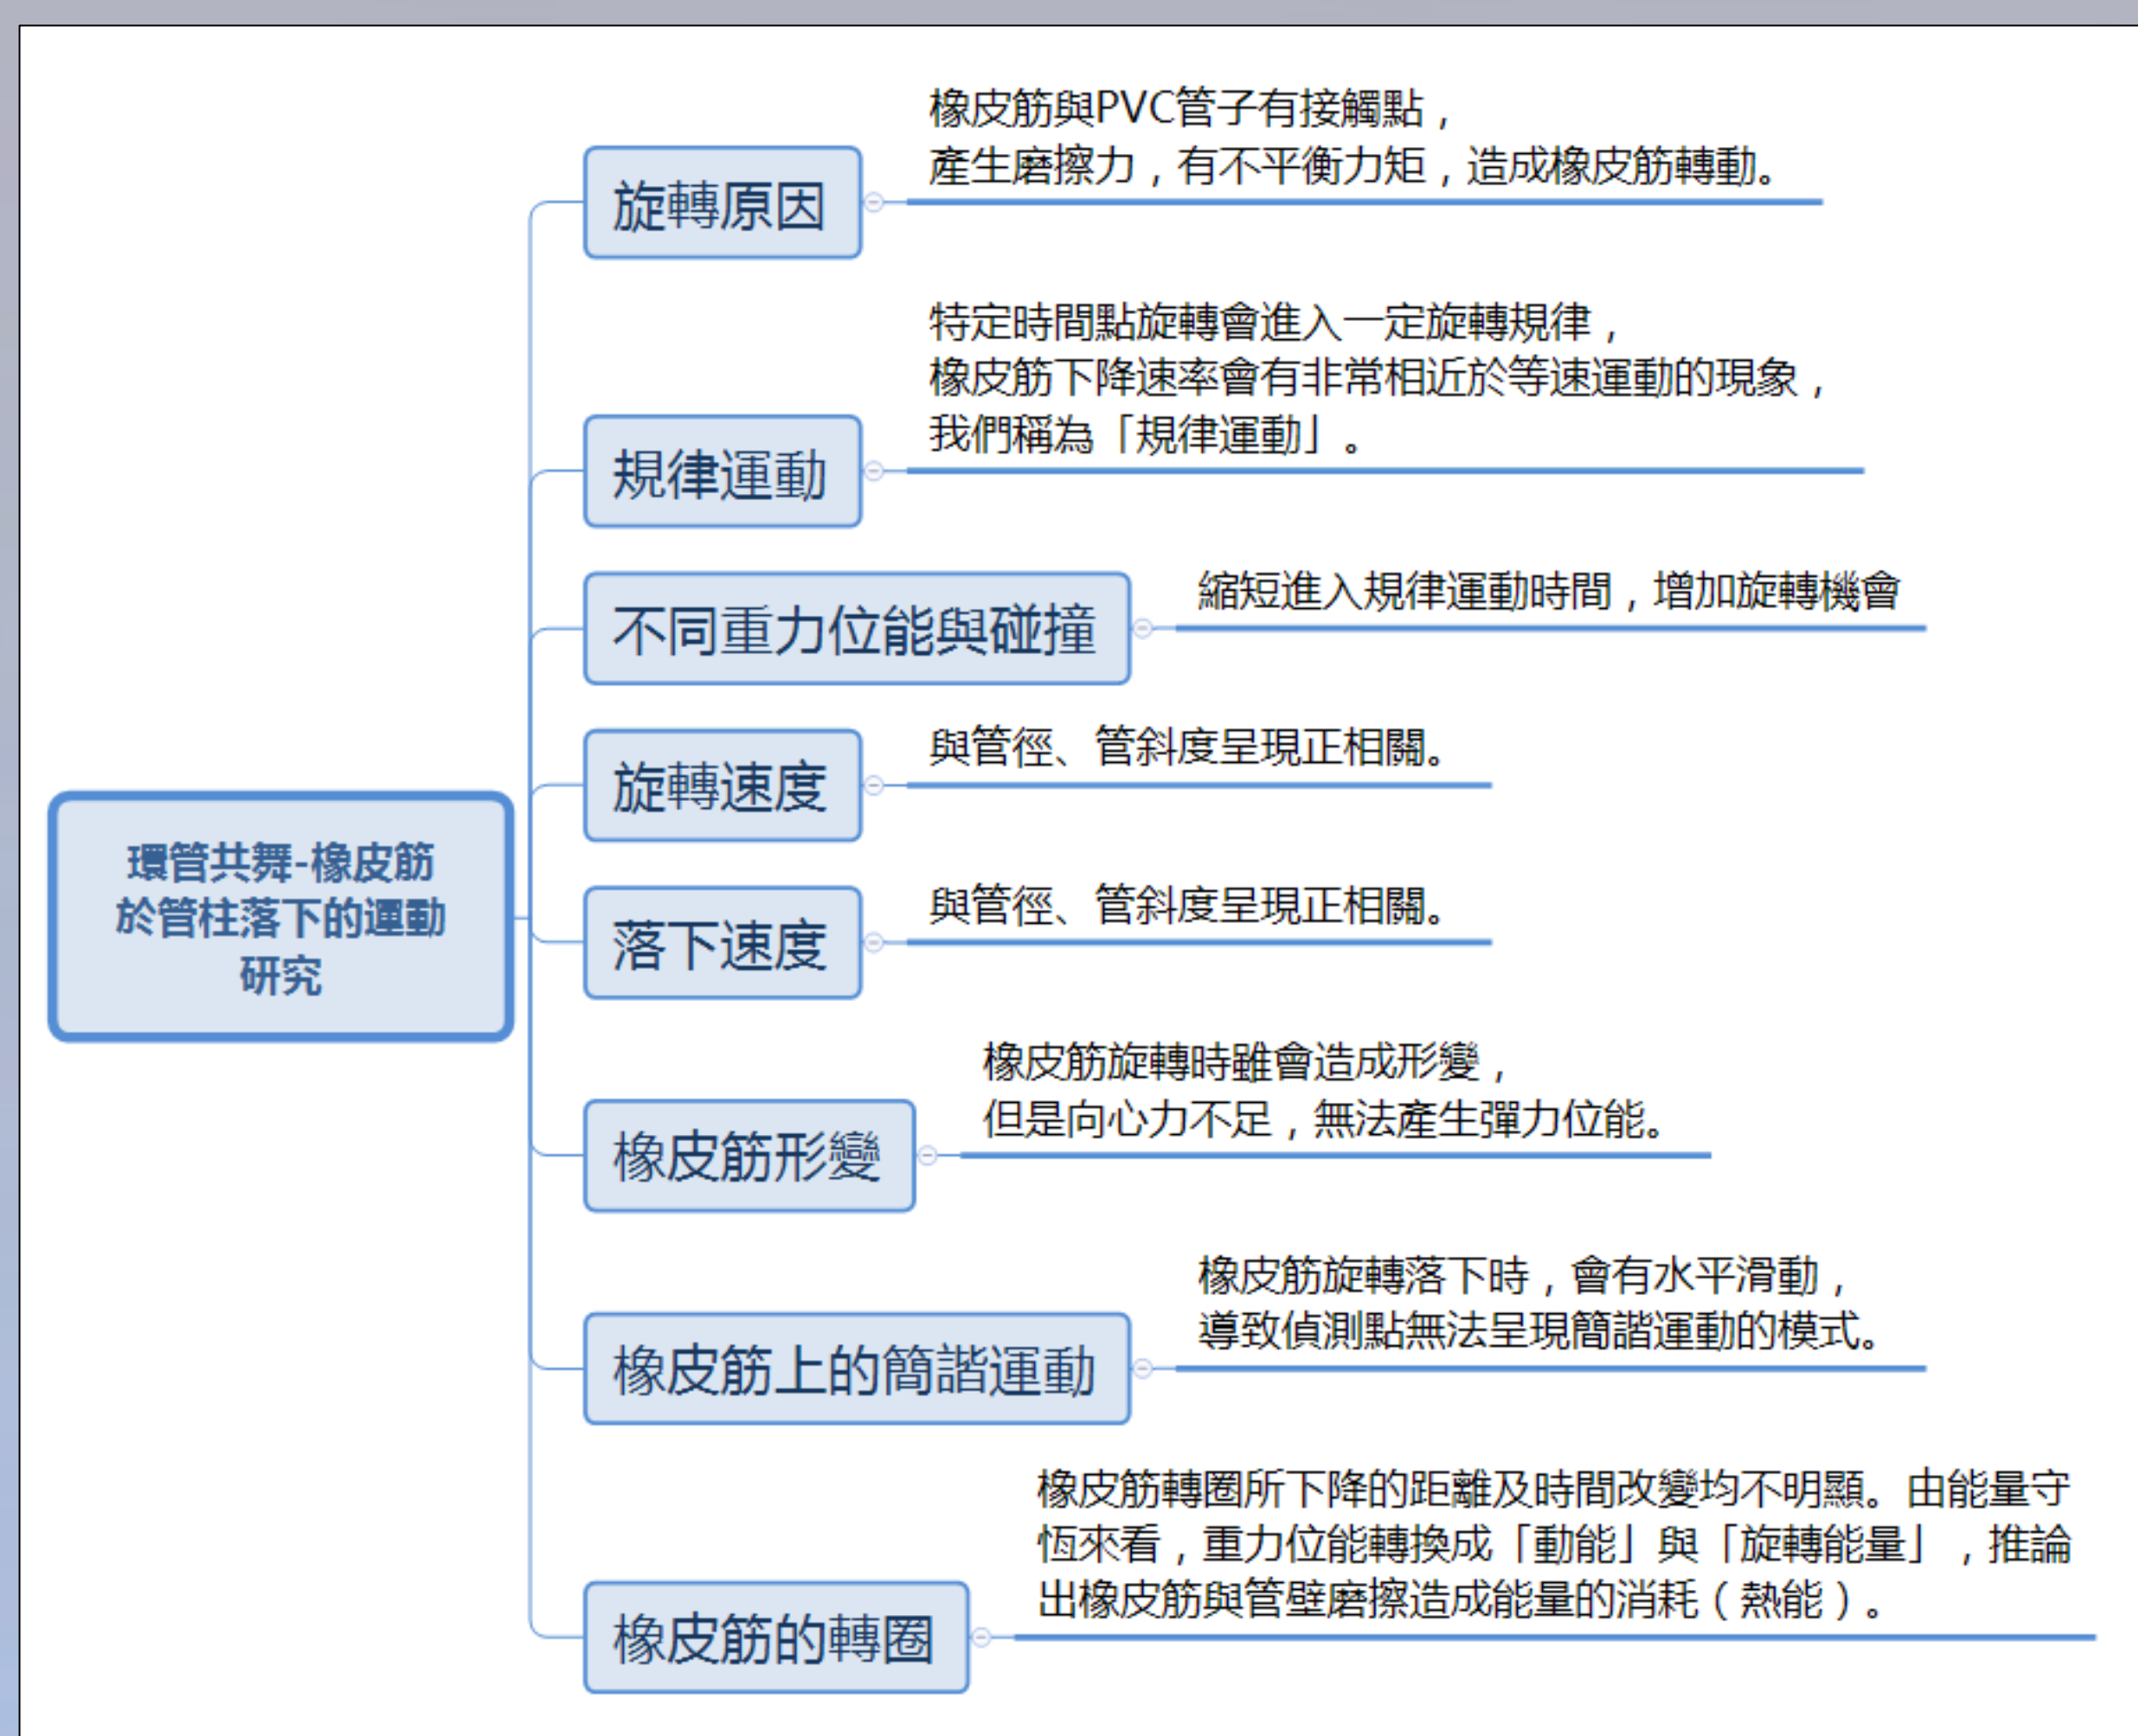 橡皮筋與PVC管子有接觸點，
產生磨擦力，有不平衡力矩，造成橡皮筋轉動。
旋轉原因
特定時間點旋轉會進入一定旋轉規律，
橡皮筋下降速率會有非常相近於等速運動的現象，
我們稱為「規律運動」。
規律運動
縮短進入規律運動時間，增加旋轉機會
不同重力位能與碰撞
與管徑、管斜度呈現正相關。
旋轉速度
環管共舞-橡皮筋
於管柱落下的運動
研究
與管徑、管斜度呈現正相關。
落下速度
橡皮筋旋轉時雖會造成形變，
但是向心力不足，無法產生彈力位能。
橡皮筋形變
橡皮筋旋轉落下時，會有水平滑動，
導致偵測點無法呈現簡諧運動的模式。
橡皮筋上的簡諧運動
橡皮筋轉圈所下降的距離及時間改變均不明顯。由能量守
恆來看，重力位能轉換成「動能」與「旋轉能量」，推論
出橡皮筋與管壁磨擦造成能量的消耗（熱能）。
橡皮筋的轉圈